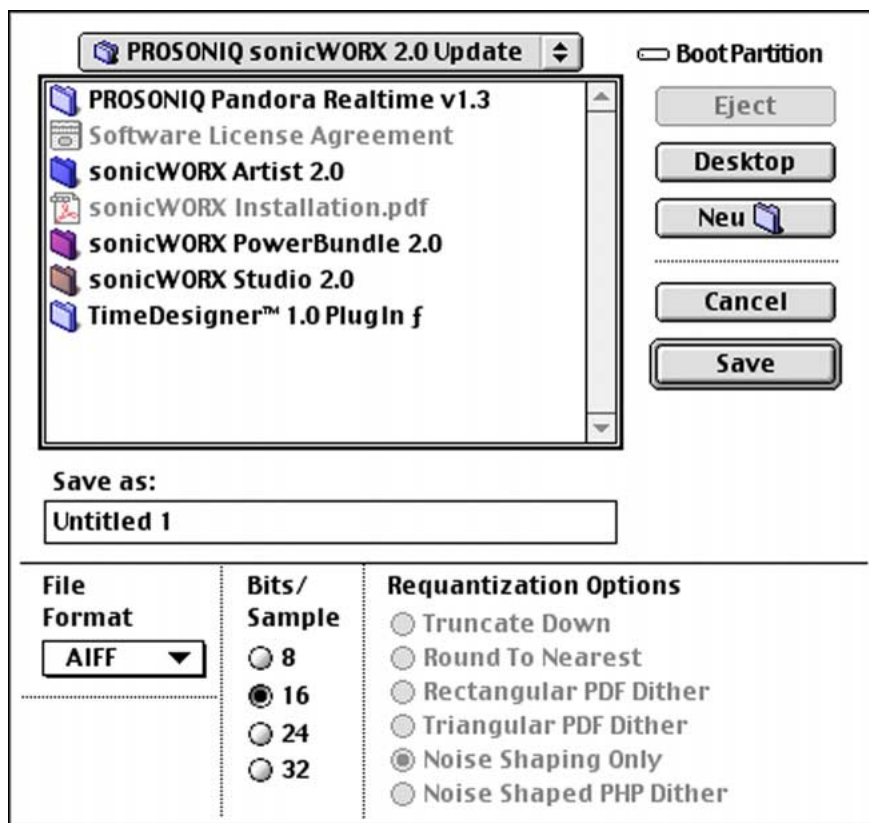 PROSONIQ sonicWORX 2.0 Update
Boot Partition
PROSONIQ Pandora Realtime v1.3
Software License Agreement
sonicWORX Artist 2.0
sonicWORX Installation.pdf
sonicWORX PowerBundle 2.0
sonicWORX Studio 2.0
TimeDesigner™ 1.0 PlugIn ƒ
Eject
Desktop
Neu
Cancel
Save
Save as:
Untitled 1
File
Format
AIFF
Bits/
Sample
8
16
24
32
Requantization Options
Truncate Down
Round To Nearest
Rectangular PDF Dither
Triangular PDF Dither
Noise Shaping Only
Noise Shaped PHP Dither